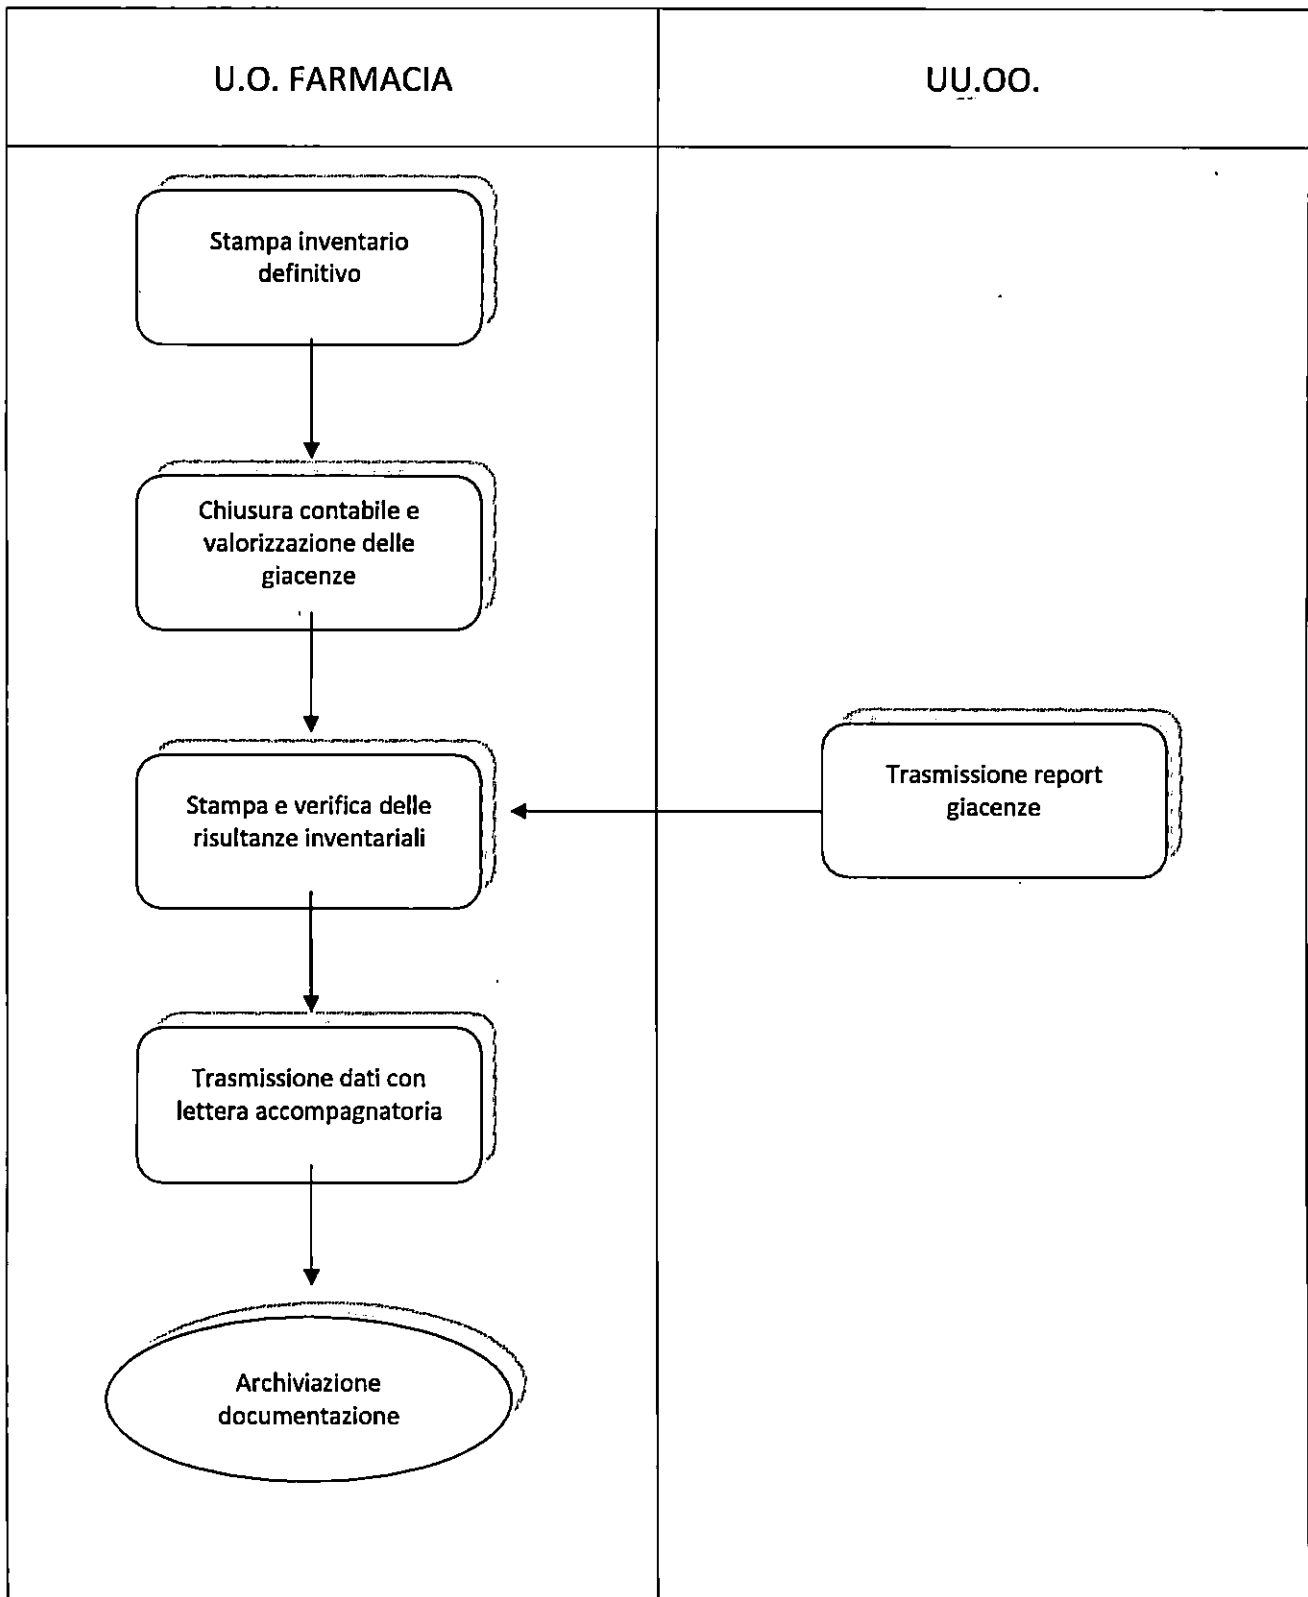 U.O. FARMACIA
UU.OO.
Stampa inventario
definitivo
Chiusura contabile e
valorizzazione delle
giacenze
Stampa e verifica delle
risultanze inventariali
Trasmissione report
giacenze
Trasmissione dati con
lettera accompagnatoria
Archiviazione
documentazione